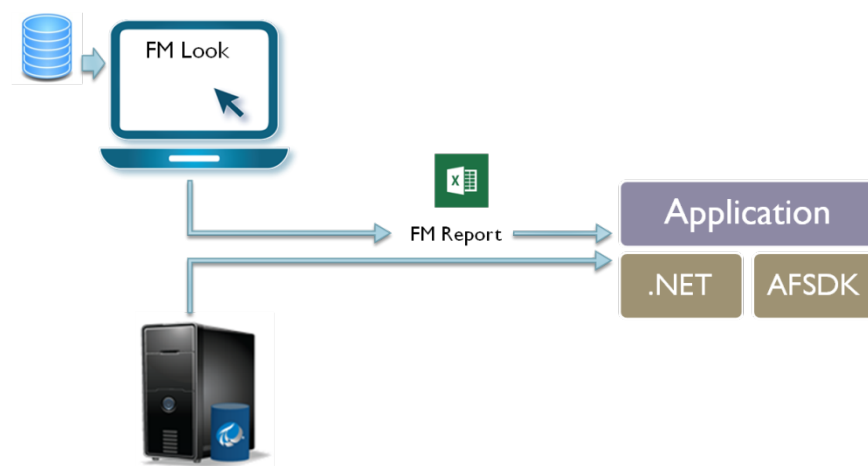 FM Look
X
FM Report
Application
.NET
AFSDK